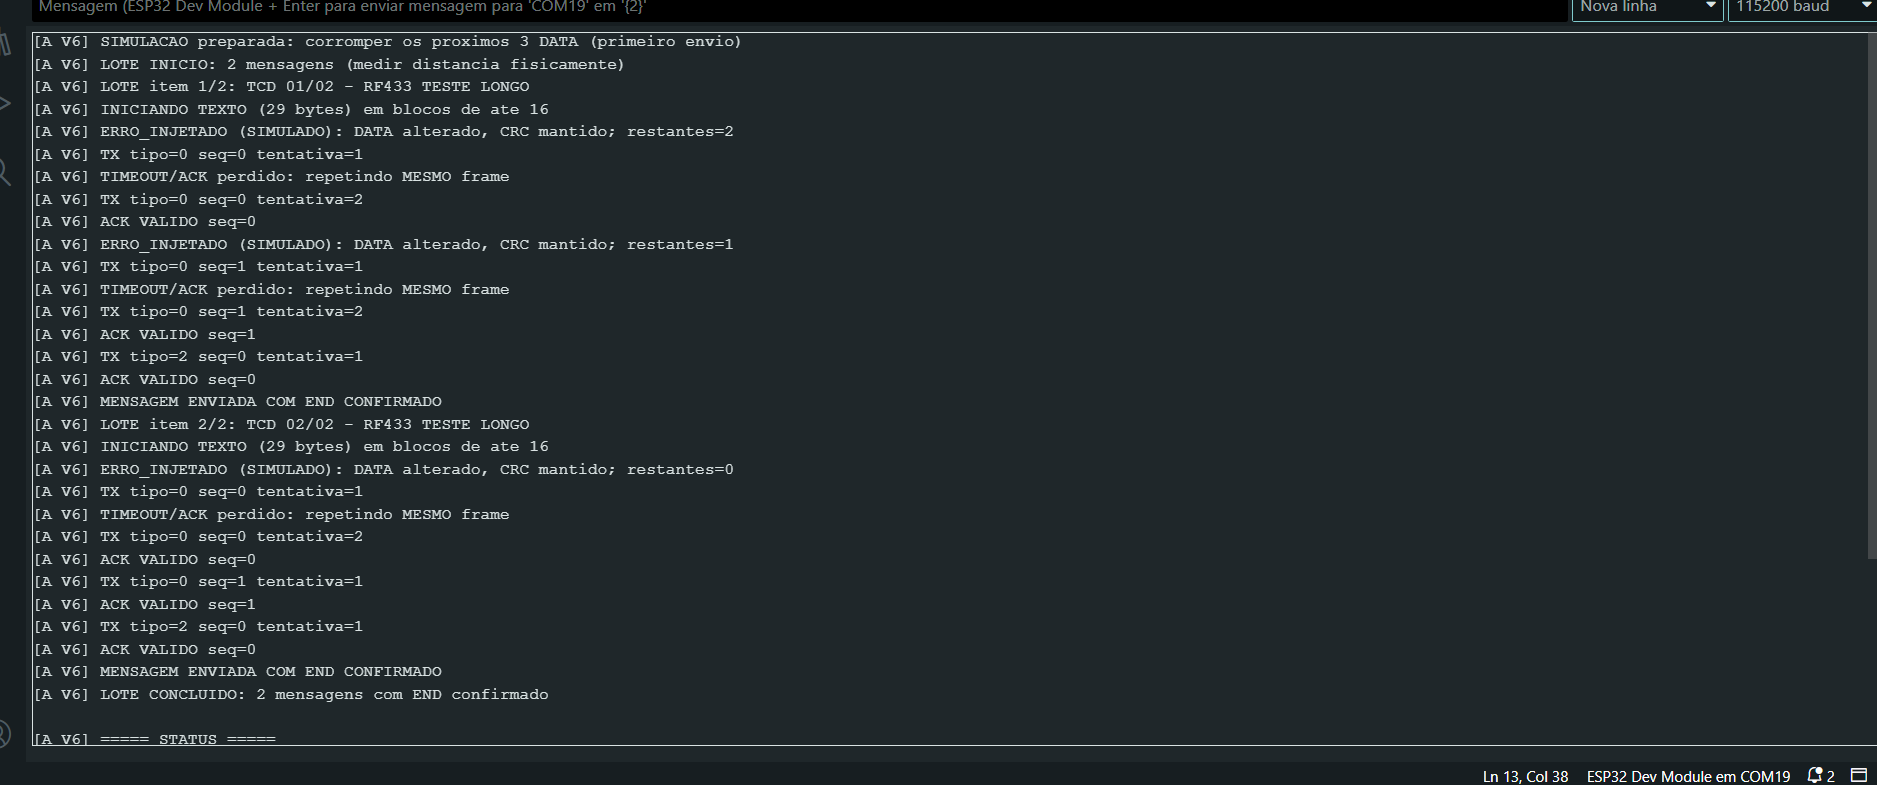 Mensagem (ESP32 Dev Module + Enter para enviar mensagem para 'COM19' em '{2}'
Nova linha
115200 baud
[A V6] SIMULACAO preparada: corromper os proximos 3 DATA (primeiro envio)
[A V6] LOTE INICIO: 2 mensagens (medir distancia fisicamente)
[A V6] LOTE item 1/2: TCD 01/02 - RF433 TESTE LONGO
[A V6] INICIANDO TEXTO (29 bytes) em blocos de ate 16
[A V6] ERRO_INJETADO (SIMULADO): DATA alterado, CRC mantido; restantes=2
[A V6] TX tipo=0 seq=0 tentativa=1
[A V6] TIMEOUT/ACK perdido: repetindo MESMO frame
[A V6] TX tipo=0 seq=0 tentativa=2
[A V6] ACK VALIDO seq=0
[A V6] ERRO_INJETADO (SIMULADO): DATA alterado, CRC mantido; restantes=1
[A V6] TX tipo=0 seq=1 tentativa=1
[A V6] TIMEOUT/ACK perdido: repetindo MESMO frame
[A V6] TX tipo=0 seq=1 tentativa=2
[A V6] ACK VALIDO seq=1
[A V6] TX tipo=2 seq=0 tentativa=1
[A V6] ACK VALIDO seq=0
[A V6] MENSAGEM ENVIADA COM END CONFIRMADO
[A V6] LOTE item 2/2: TCD 02/02 - RF433 TESTE LONGO
[A V6] INICIANDO TEXTO (29 bytes) em blocos de ate 16
[A V6] ERRO_INJETADO (SIMULADO): DATA alterado, CRC mantido; restantes=0
[A V6] TX tipo=0 seq=0 tentativa=1
[A V6] TIMEOUT/ACK perdido: repetindo MESMO frame
[A V6] TX tipo=0 seq=0 tentativa=2
[A V6] ACK VALIDO seq=0
[A V6] TX tipo=0 seq=1 tentativa=1
[A V6] ACK VALIDO seq=1
[A V6] TX tipo=2 seq=0 tentativa=1
[A V6] ACK VALIDO seq=0
[A V6] MENSAGEM ENVIADA COM END CONFIRMADO
[A V6] LOTE CONCLUIDO: 2 mensagens com END confirmado
[A V6] ===== STATUS =====
Ln 13, Col 38
ESP32 Dev Module em COM19
2